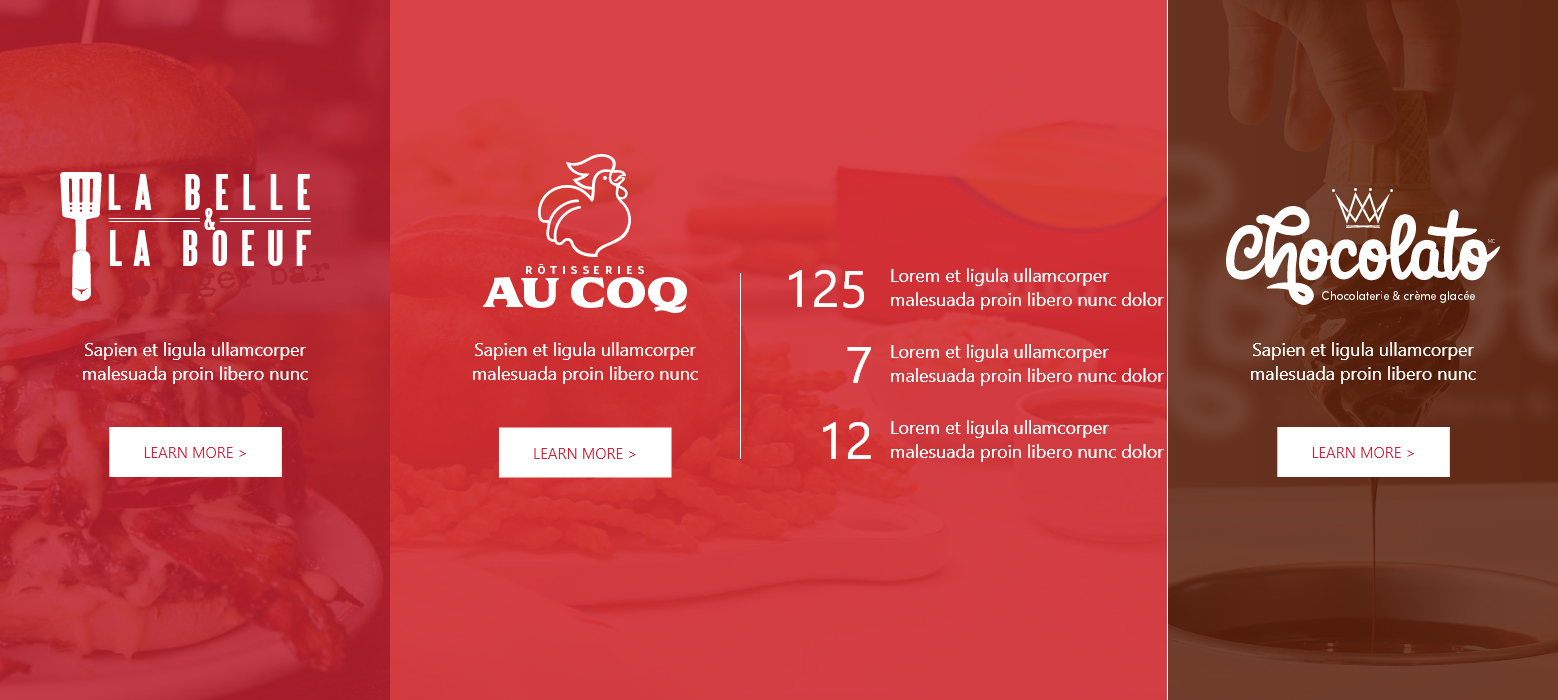 LA BELLE
&
LA BOEUF
burger bar
Sapien et ligula ullamcorper
malesuada proin libero nunc
LEARN MORE >
RÔTISSERIES
AU COQ
Sapien et ligula ullamcorper
malesuada proin libero nunc
LEARN MORE >
125
Lorem et ligula ullamcorper
malesuada proin libero nunc dolor
7
Lorem et ligula ullamcorper
malesuada proin libero nunc dolor
12
Lorem et ligula ullamcorper
malesuada proin libero nunc dolor
Chocolato MC
Chocolaterie & crème glacée
Sapien et ligula ullamcorper
malesuada proin libero nunc
LEARN MORE >